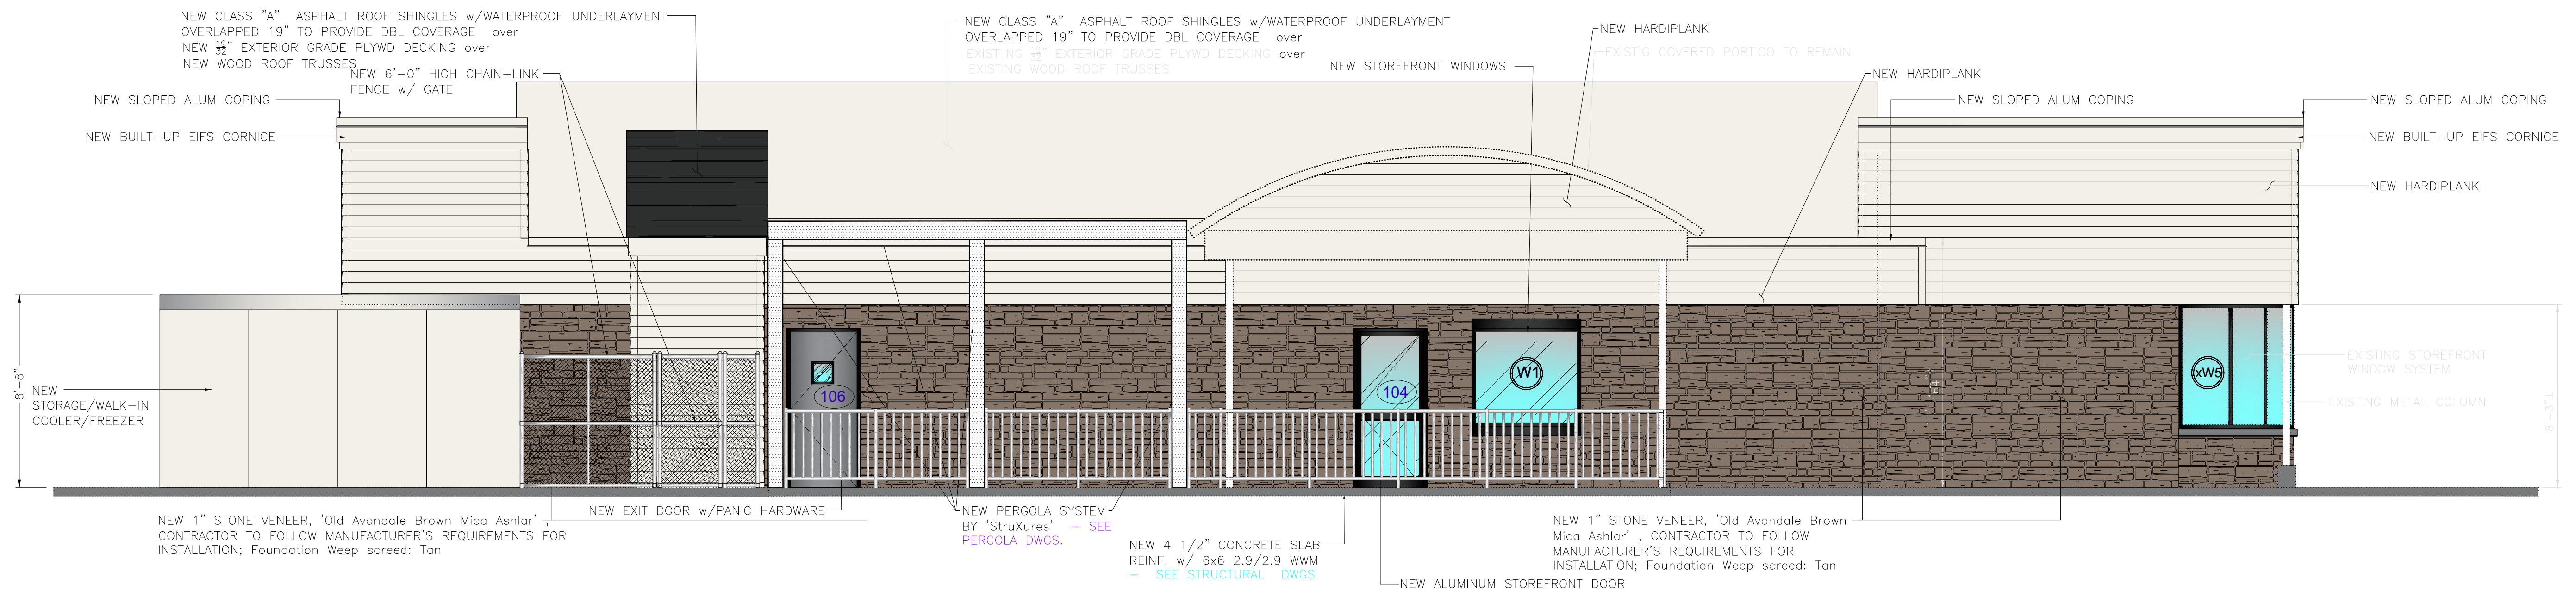 NEW CLASS "A" ASPHALT ROOF SHINGLES w/WATERPROOF UNDERLAYMENT
OVERLAPPED 19" TO PROVIDE DBL COVERAGE over
NEW 19/32" EXTERIOR GRADE PLYWD DECKING over
NEW WOOD ROOF TRUSSES
NEW 6'-0" HIGH CHAIN-LINK
FENCE w/ GATE
NEW SLOPED ALUM COPING
NEW BUILT-UP EIFS CORNICE
NEW CLASS "A" ASPHALT ROOF SHINGLES w/WATERPROOF UNDERLAYMENT
OVERLAPPED 19" TO PROVIDE DBL COVERAGE over
EXISTIING 19/32" EXTERIOR GRADE PLYWD DECKING over
EXISTING WOOD ROOF TRUSSES
NEW HARDIPLANK
EXIST'G COVERED PORTICO TO REMAIN
NEW STOREFRONT WINDOWS
NEW HARDIPLANK
NEW SLOPED ALUM COPING
NEW SLOPED ALUM COPING
NEW BUILT-UP EIFS CORNICE
NEW HARDIPLANK
8'-8"
NEW
STORAGE/WALK-IN
COOLER/FREEZER
106
104
W1
xW5
EXISTING STOREFRONT
WINDOW SYSTEM
EXISTING METAL COLUMN
8'-3"±
NEW EXIT DOOR w/PANIC HARDWARE
NEW 1" STONE VENEER, 'Old Avondale Brown Mica Ashlar' ,
CONTRACTOR TO FOLLOW MANUFACTURER'S REQUIREMENTS FOR
INSTALLATION; Foundation Weep screed: Tan
NEW PERGOLA SYSTEM
BY 'StruXures' - SEE
PERGOLA DWGS.
NEW 4 1/2" CONCRETE SLAB
REINF. w/ 6x6 2.9/2.9 WWM
- SEE STRUCTURAL DWGS
NEW ALUMINUM STOREFRONT DOOR
NEW 1" STONE VENEER, 'Old Avondale Brown
Mica Ashlar' , CONTRACTOR TO FOLLOW
MANUFACTURER'S REQUIREMENTS FOR
INSTALLATION; Foundation Weep screed: Tan